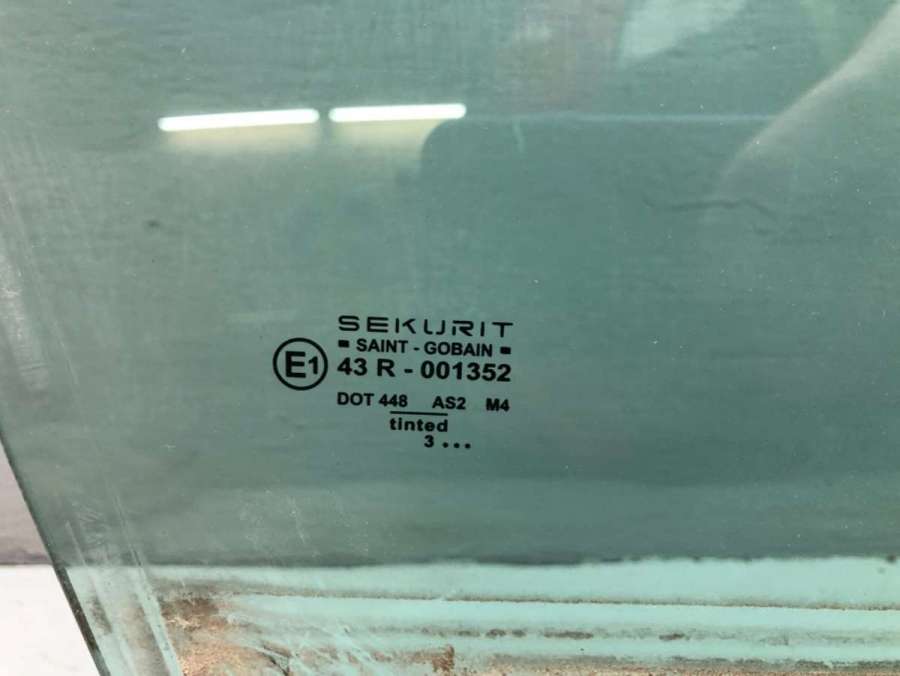 SEKURIT
SAINT - GOBAIN
E1 43 R - 001352
DOT 448 AS2 M4
tinted
3 ...